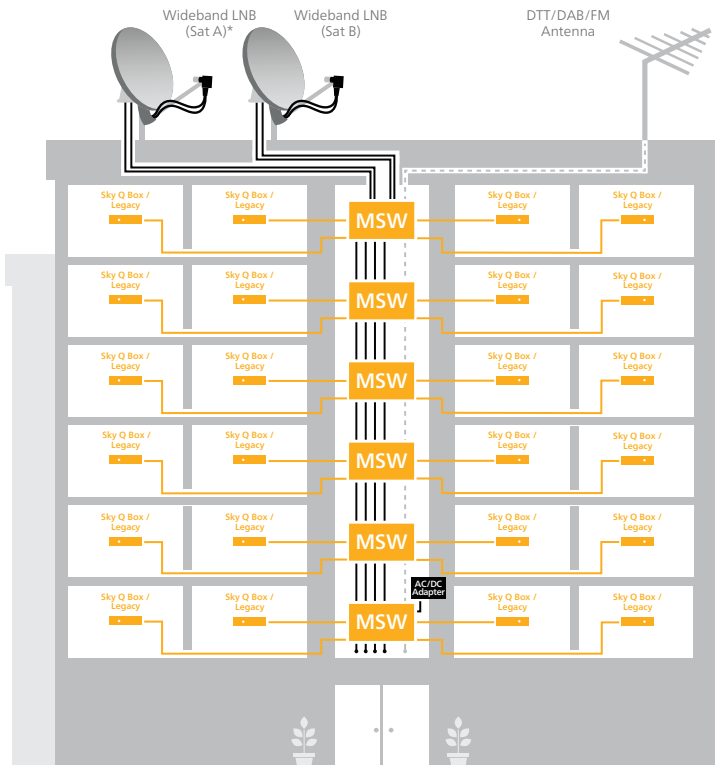 Wideband LNB
(Sat A)*
Wideband LNB
(Sat B)
DTT/DAB/FM
Antenna
Sky Q Box /
Legacy
Sky Q Box /
Legacy
MSW
Sky Q Box /
Legacy
Sky Q Box /
Legacy
Sky Q Box /
Legacy
Sky Q Box /
Legacy
MSW
Sky Q Box /
Legacy
Sky Q Box /
Legacy
Sky Q Box /
Legacy
Sky Q Box /
Legacy
MSW
Sky Q Box /
Legacy
Sky Q Box /
Legacy
Sky Q Box /
Legacy
Sky Q Box /
Legacy
MSW
Sky Q Box /
Legacy
Sky Q Box /
Legacy
Sky Q Box /
Legacy
Sky Q Box /
Legacy
MSW
Sky Q Box /
Legacy
Sky Q Box /
Legacy
AC/DC
Adapter
Sky Q Box /
Legacy
Sky Q Box /
Legacy
MSW
Sky Q Box /
Legacy
Sky Q Box /
Legacy